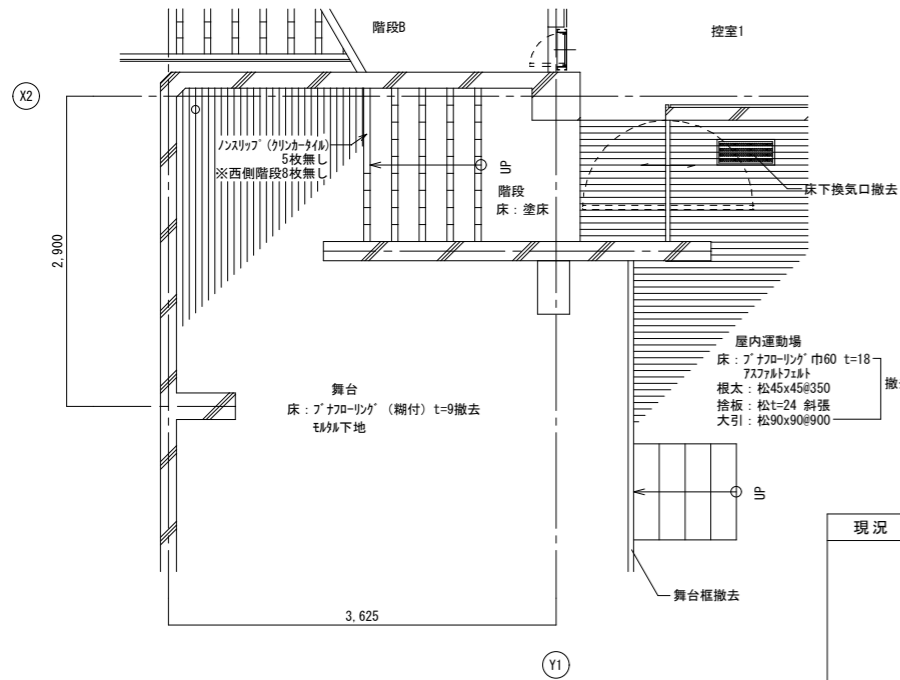 階段B
控室1
X2
ノンスリップ（クリンカータイル）
5枚無し
※西側階段8枚無し
UP
階段
床：塗床
床下換気口撤去
2,900
屋内運動場
床：ブナフローリング 巾60 t=18
アスファルトフェルト
根太：松45x45@350
捨板：松t=24 斜張
大引：松90x90@900
撤
舞台
床：ブナフローリング（糊付）t=9撤去
モルタル下地
UP
現況
舞台框撤去
3,625
Y1